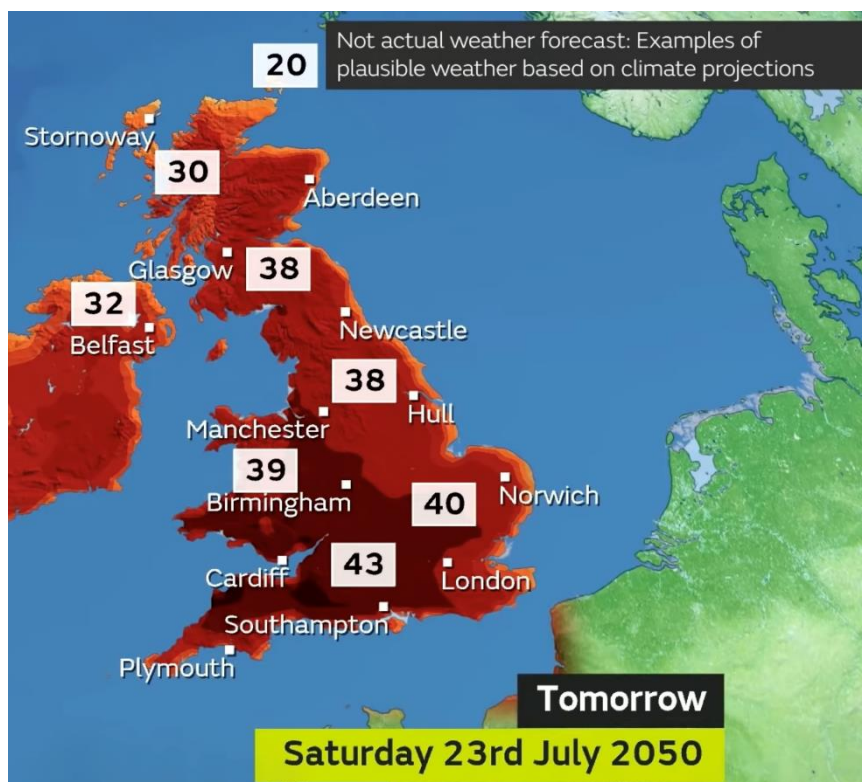 Not actual weather forecast: Examples of
plausible weather based on climate projections
20
Stornoway
30
Aberdeen
Glasgow
38
32
Belfast
Newcastle
38
Hull
Manchester
39
Birmingham
Norwich
40
43
Cardiff
London
Southampton
Plymouth
Tomorrow
Saturday 23rd July 2050